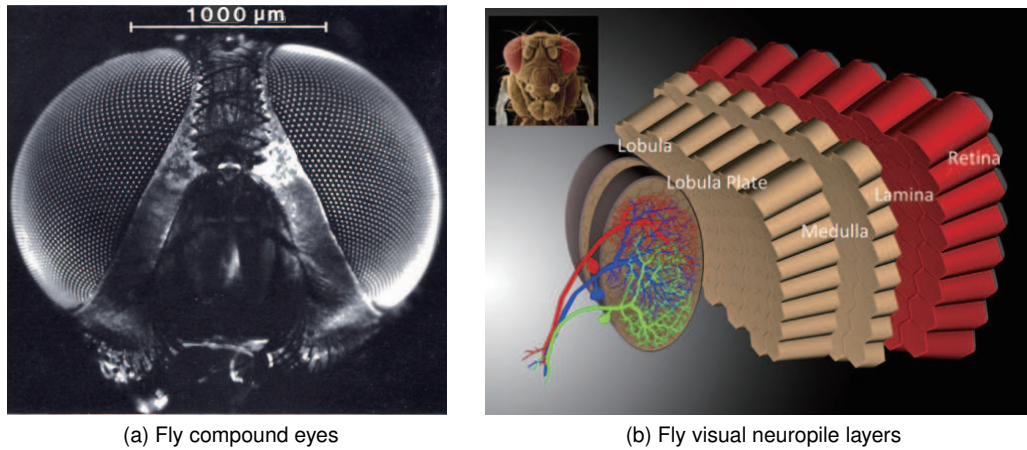 1000 µm
Lobula
Retina
Lobula Plate
Lamina
Medulla
(a) Fly compound eyes
(b) Fly visual neuropile layers